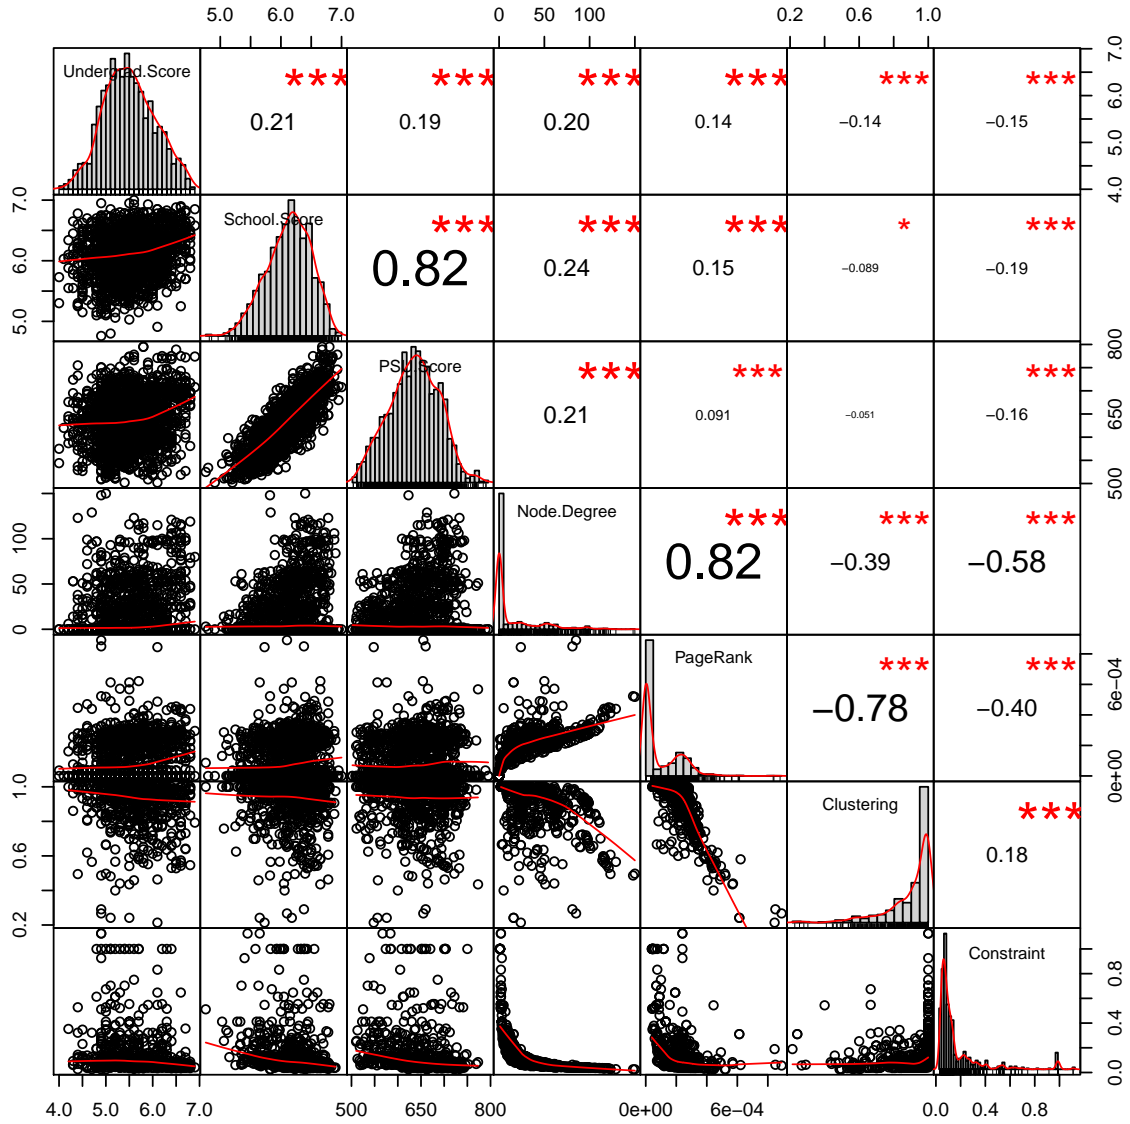 5.0 6.0 7.0 0 50 100 0.2 0.6 1.0
Undergrad.Score *** *** *** *** *** ***
0.21 0.19 0.20 0.14 −0.14 −0.15
4.0 5.0 6.0 7.0
School.Score *** *** *** * ***
0.82 0.24 0.15 −0.089 −0.19
5.0 6.0 7.0
PSU.Score *** *** ***
0.21 0.091 −0.051 −0.16
500 650 800
Node.Degree *** *** ***
0.82 −0.39 −0.58
0 50 100
PageRank *** ***
−0.78 −0.40
0e+00 6e−04
Clustering ***
0.18
0.2 0.6 1.0
Constraint
0.0 0.4 0.8
4.0 5.0 6.0 7.0 500 650 800 0e+00 6e−04 0.0 0.4 0.8